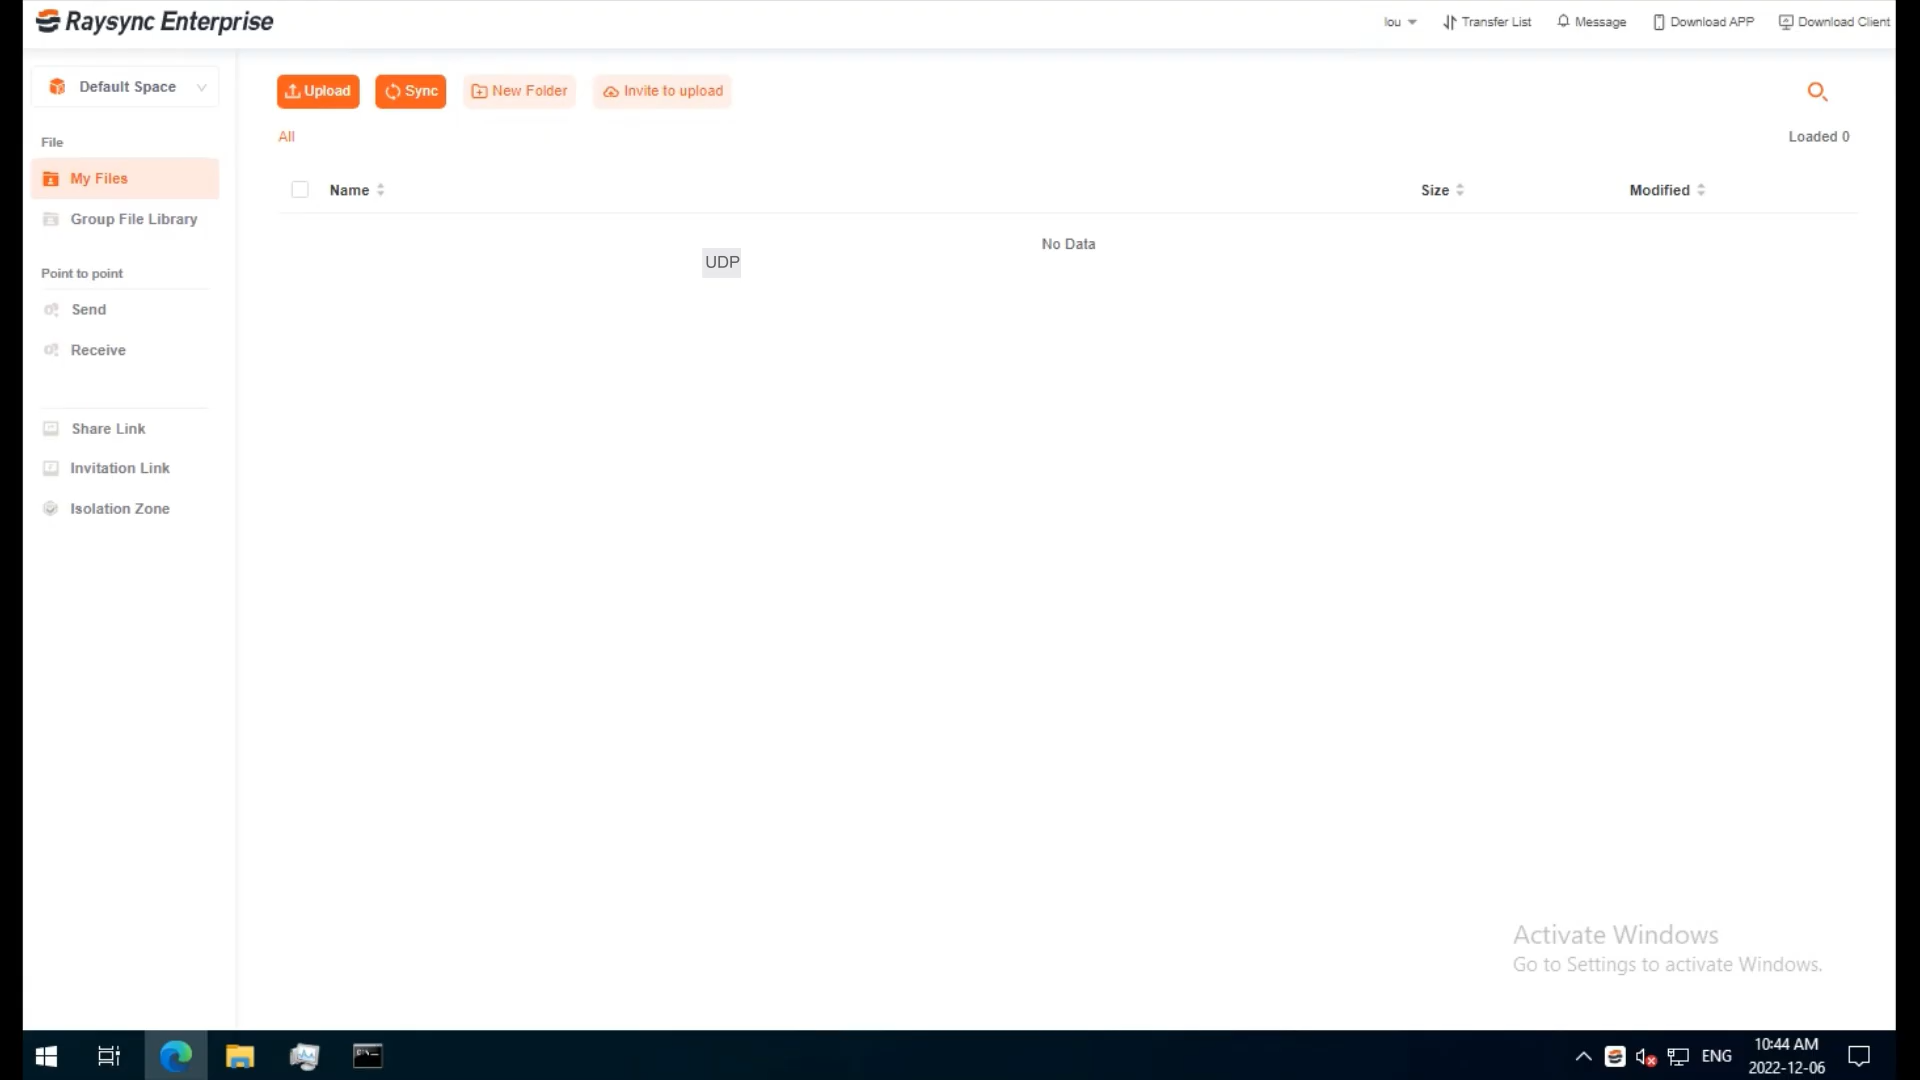 Raysync Enterprise
lou
Transfer List
Message
Download APP
Download Client
Default Space
Upload
Sync
New Folder
Invite to upload
File
All
Loaded 0
My Files
Name
Size
Modified
Group File Library
No Data
UDP
Point to point
Send
Receive
Share Link
Invitation Link
Isolation Zone
Activate Windows
Go to Settings to activate Windows.
ENG
10:44 AM
2022-12-06